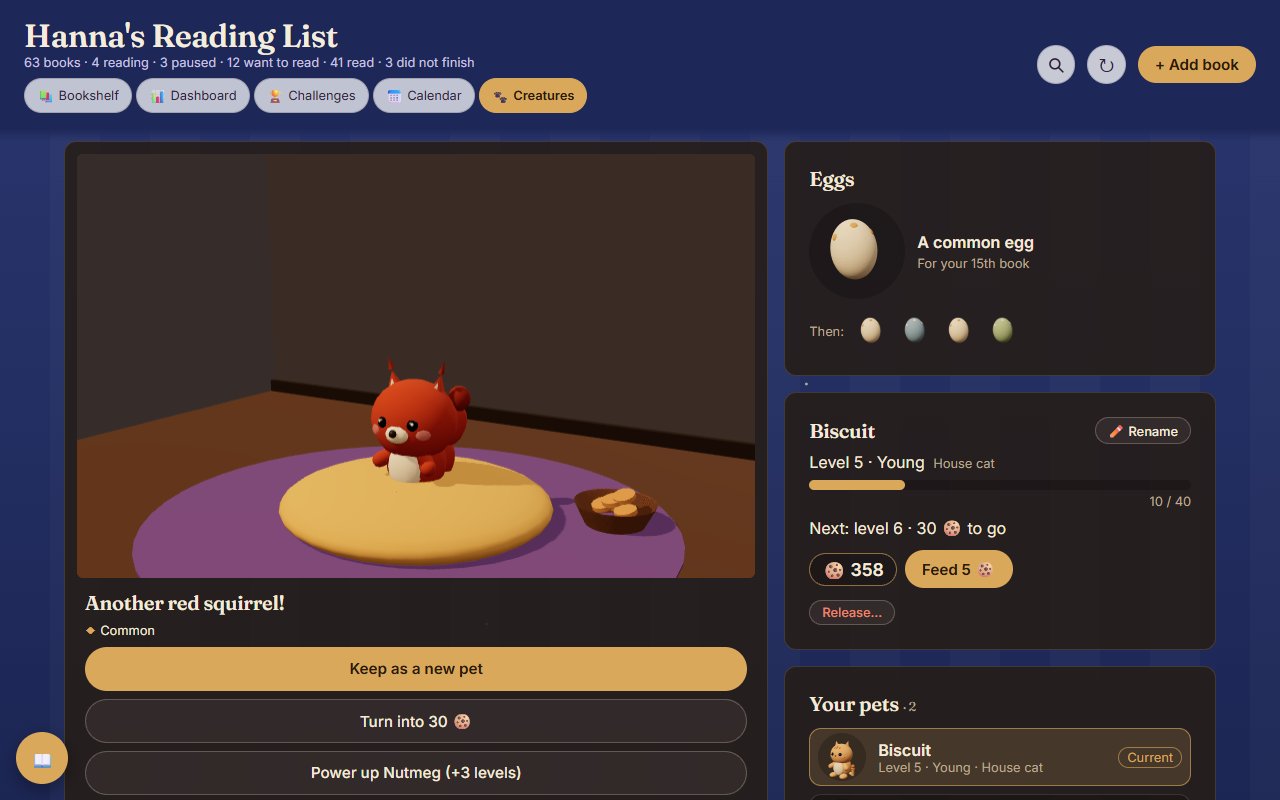 Hanna's Reading List
63 books · 4 reading · 3 paused · 12 want to read · 41 read · 3 did not finish
Bookshelf
Dashboard
Challenges
Calendar
Creatures
+ Add book
Another red squirrel!
Common
Keep as a new pet
Turn into 30
Power up Nutmeg (+3 levels)
Eggs
A common egg
For your 15th book
Then:
Biscuit
Rename
Level 5 · Young House cat
10 / 40
Next: level 6 · 30 to go
358
Feed 5
Release...
Your pets · 2
Biscuit
Level 5 · Young · House cat
Current